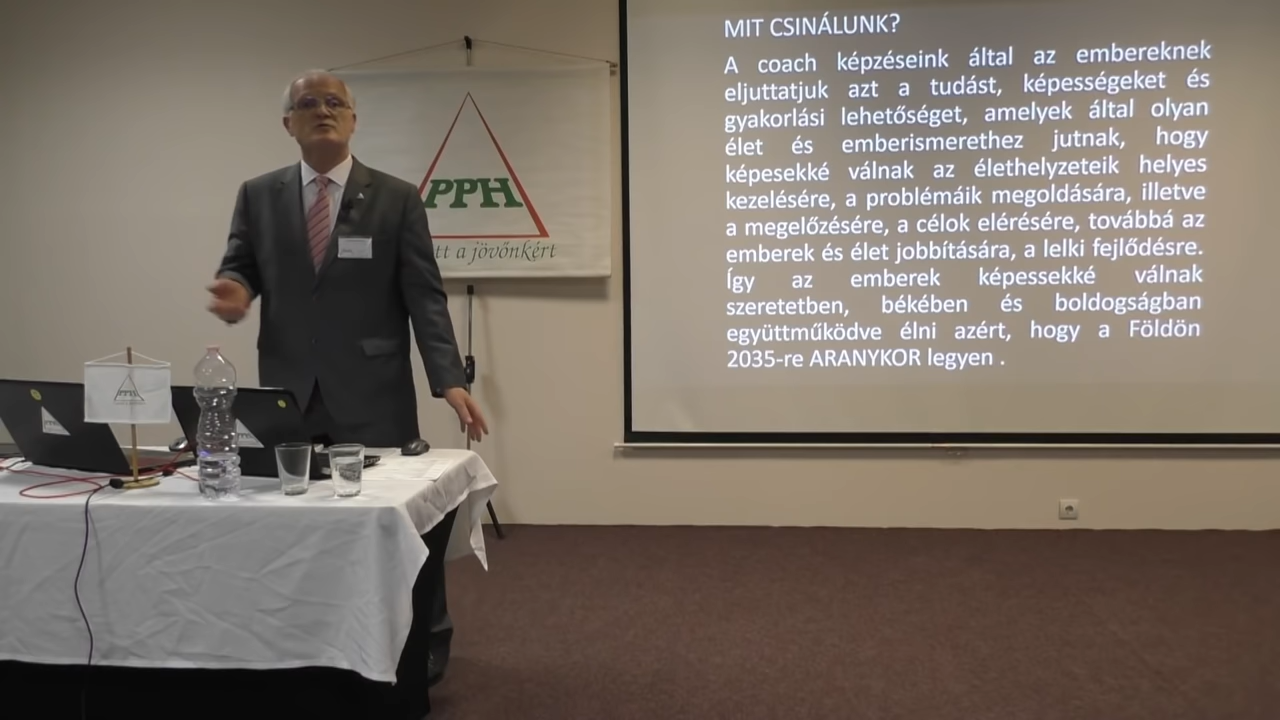 MIT CSINÁLUNK?
A coach képzéseink által az embereknek
eljuttatjuk azt a tudást, képességeket és
gyakorlási lehetőséget, amelyek által olyan
élet és emberismerethez jutnak, hogy
képesekké válnak az élethelyzeteik helyes
kezelésére, a problémáik megoldására, illetve
a megelőzésére, a célok elérésére, továbbá az
emberek és élet jobbítására, a lelki fejlődésre.
Így az emberek képessekké válnak
szeretetben, békében és boldogságban
együttműködve élni azért, hogy a Földön
2035-re ARANYKOR legyen .
PPH
tt a jövőnkért
PPH